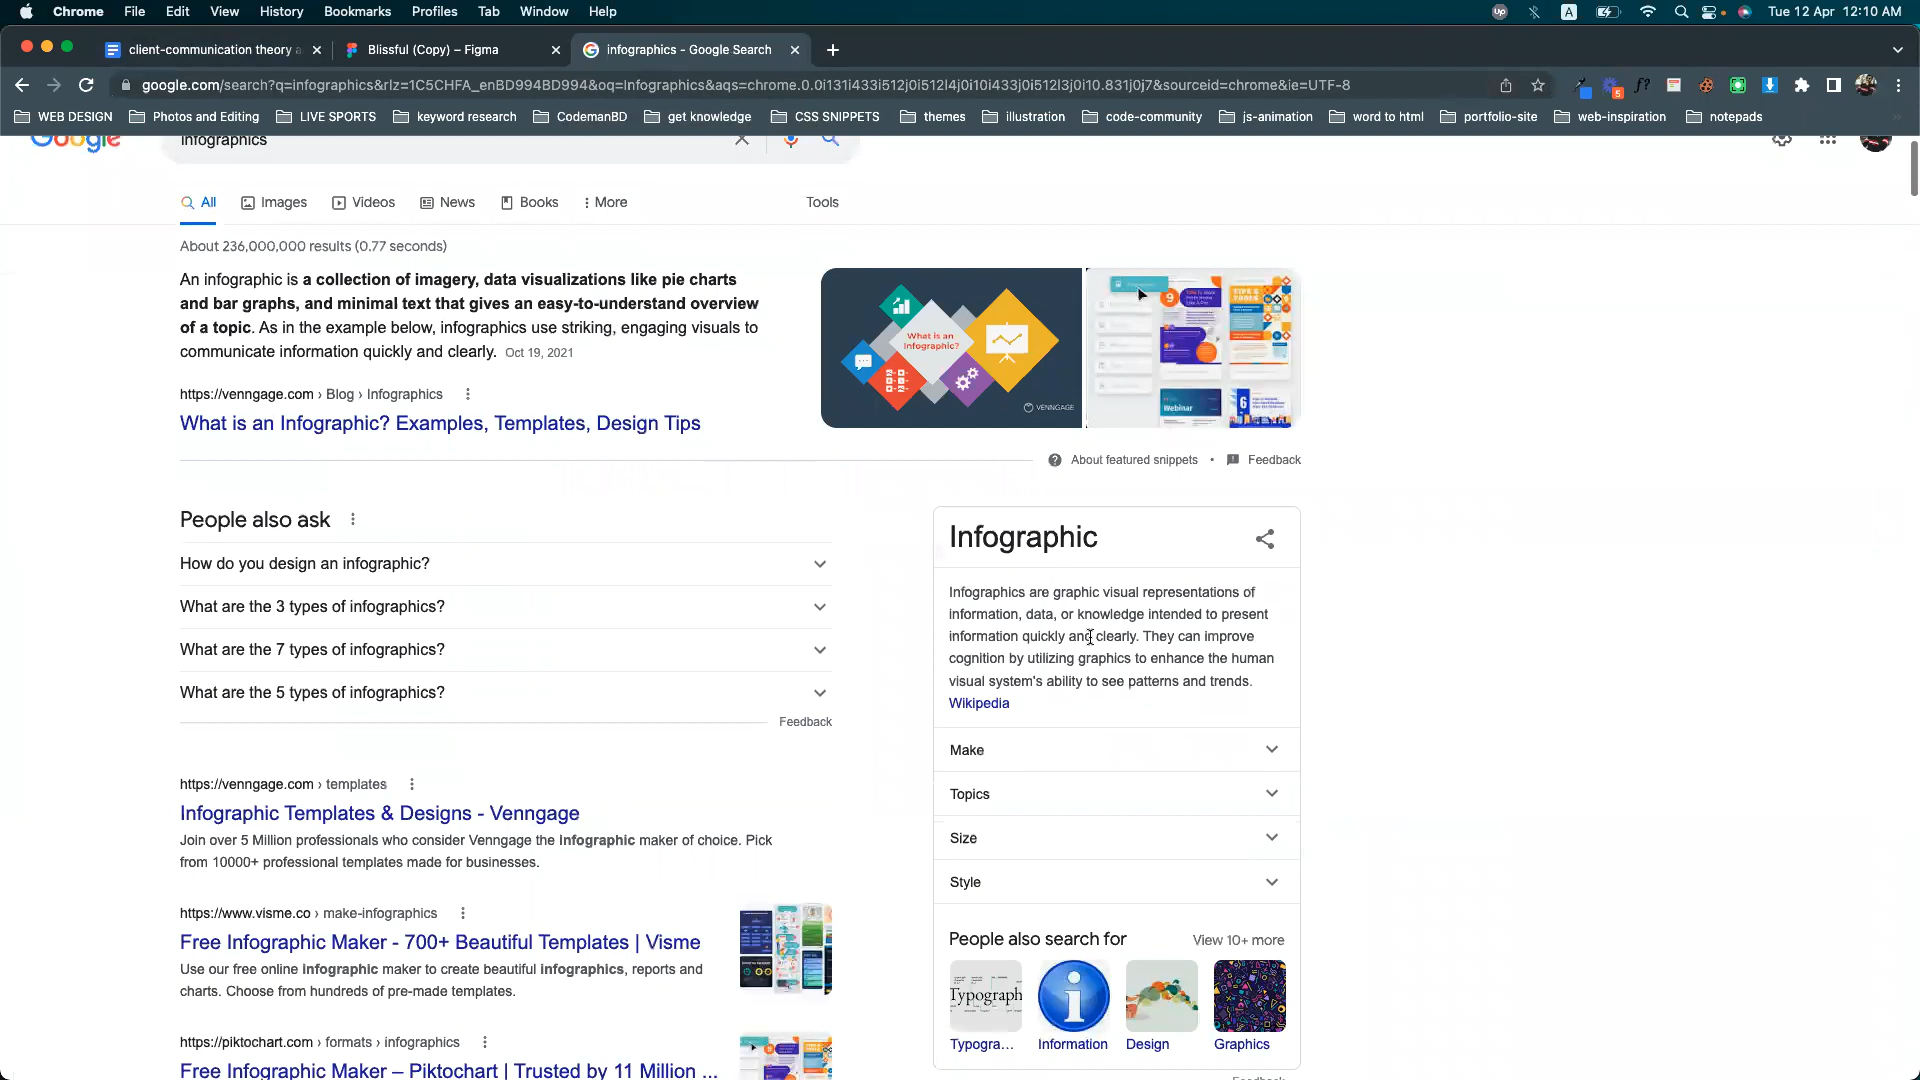 Chrome File Edit View History Bookmarks Profiles Tab Window Help Up A Tue 12 Apr 12:10 AM
client-communication theory a Blissful (Copy) – Figma infographics - Google Search
google.com/search?q=infographics&rlz=1C5CHFA_enBD994BD994&oq=Infographics&aqs=chrome.0.0i131i433i512j0i512l4j0i10i433j0i512l3j0i10.831j0j7&sourceid=chrome&ie=UTF-8
WEB DESIGN Photos and Editing LIVE SPORTS keyword research CodemanBD get knowledge CSS SNIPPETS themes illustration code-community js-animation word to html portfolio-site web-inspiration notepads
Google infographics
All Images Videos News Books More Tools
About 236,000,000 results (0.77 seconds)
An infographic is a collection of imagery, data visualizations like pie charts
and bar graphs, and minimal text that gives an easy-to-understand overview
of a topic. As in the example below, infographics use striking, engaging visuals to
communicate information quickly and clearly. Oct 19, 2021
https://venngage.com › Blog › Infographics
What is an Infographic? Examples, Templates, Design Tips
What is an
Infographic?
VENNGAGE
9
Webinar
6
About featured snippets • Feedback
People also ask
How do you design an infographic?
What are the 3 types of infographics?
What are the 7 types of infographics?
What are the 5 types of infographics?
Feedback
https://venngage.com › templates
Infographic Templates & Designs - Venngage
Join over 5 Million professionals who consider Venngage the Infographic maker of choice. Pick
from 10000+ professional templates made for businesses.
https://www.visme.co › make-infographics
Free Infographic Maker - 700+ Beautiful Templates | Visme
Use our free online infographic maker to create beautiful infographics, reports and
charts. Choose from hundreds of pre-made templates.
https://piktochart.com › formats › infographics
Free Infographic Maker – Piktochart | Trusted by 11 Million ...
Infographic
Infographics are graphic visual representations of
information, data, or knowledge intended to present
information quickly and clearly. They can improve
cognition by utilizing graphics to enhance the human
visual system's ability to see patterns and trends.
Wikipedia
Make
Topics
Size
Style
People also search for View 10+ more
Typograph
Typogra... Information Design Graphics
Feedback